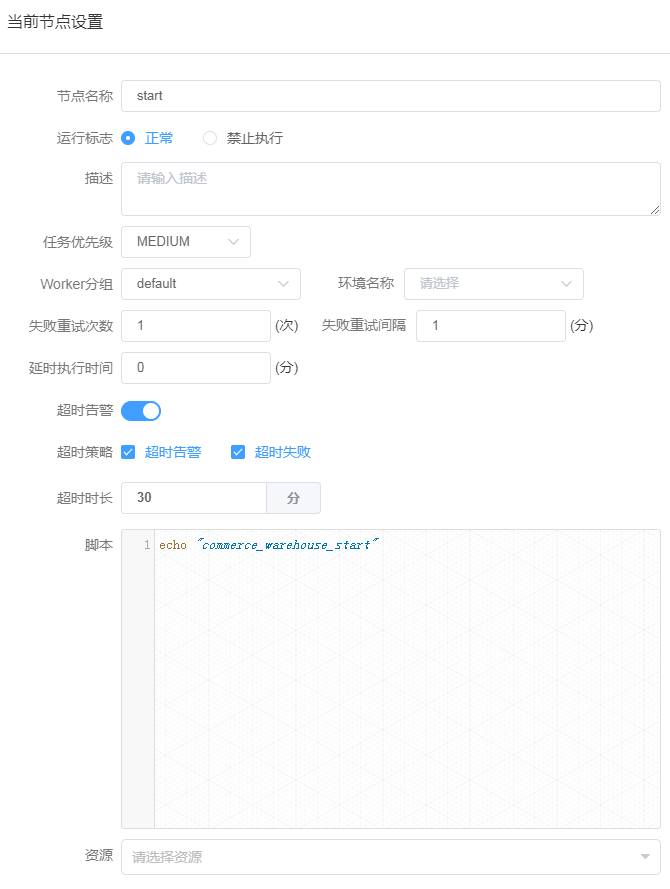 当前节点设置
节点名称 start
运行标志 正常 禁止执行
描述 请输入描述
任务优先级 MEDIUM
Worker分组 default 环境名称 请选择
失败重试次数 1 (次) 失败重试间隔 1 (分)
延时执行时间 0 (分)
超时告警
超时策略 超时告警 超时失败
超时时长 30 分
脚本 1 echo "commerce_warehouse_start"
资源 请选择资源